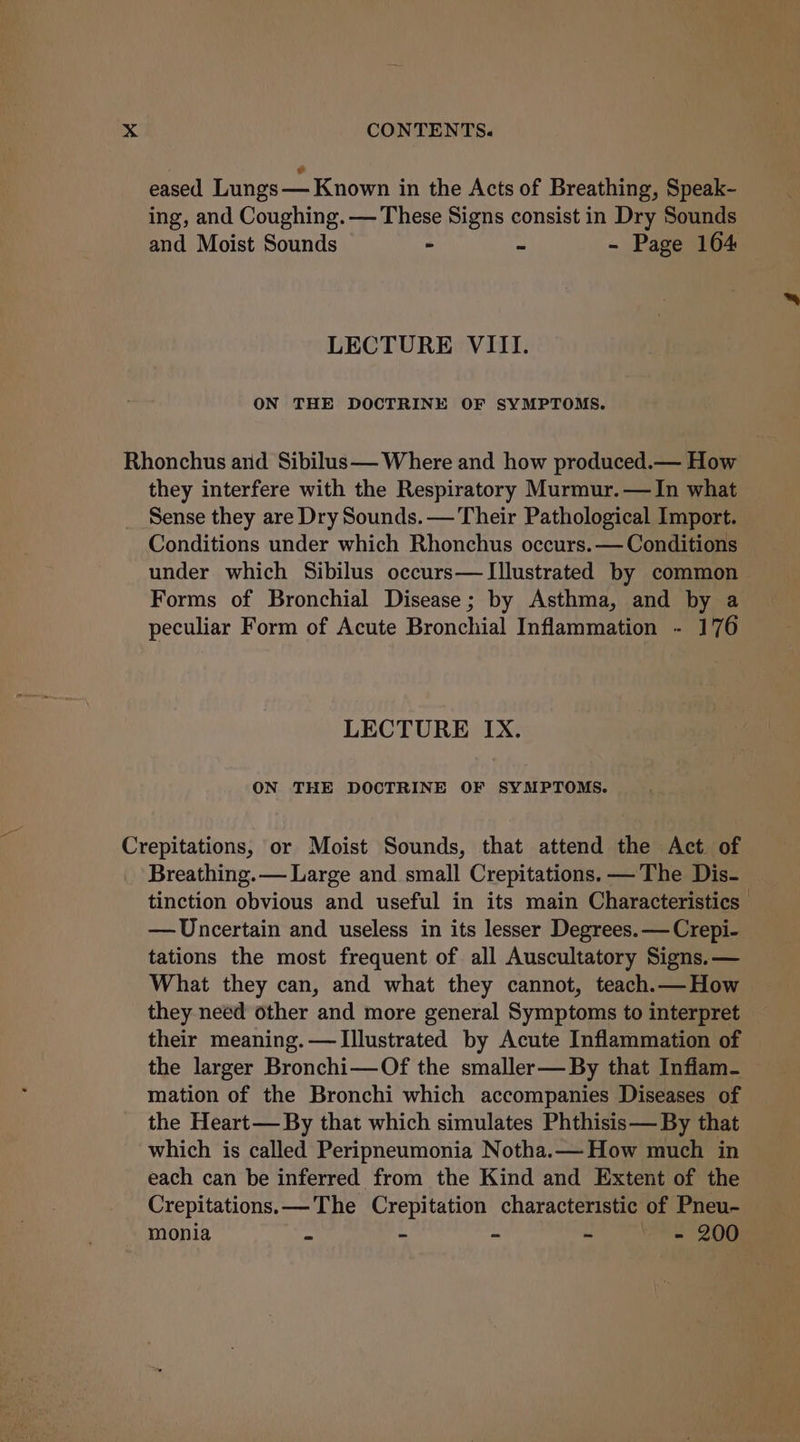 x CONTENTS.
eased Lungs — Known in the Acts of Breathing, Speak-
ing, and Coughing. — These Signs consist in Dry Sounds
and Moist Sounds - - - Page 164
LECTURE VIII.
ON THE DOCTRINE OF SYMPTOMS.
Rhonchus and Sibilus — Where and how produced. — How
they interfere with the Respiratory Murmur. — In what
Sense they are Dry Sounds. — Their Pathological Import.
Conditions under which Rhonchus occurs. — Conditions
under which Sibilus occurs — Illustrated by common
Forms of Bronchial Disease; by Asthma, and by a
peculiar Form of Acute Bronchial Inflammation - 176
LECTURE IX.
ON THE DOCTRINE OF SYMPTOMS.
Crepitations, or Moist Sounds, that attend the Act of
Breathing. — Large and small Crepitations. — The Dis-
tinction obvious and useful in its main Characteristics
— Uncertain and useless in its lesser Degrees. — Crepi-
tations the most frequent of all Auscultatory Signs. —
What they can, and what they cannot, teach. — How
they need other and more general Symptoms to interpret
their meaning. — Illustrated by Acute Inflammation of
the larger Bronchi — Of the smaller — By that Inflam-
mation of the Bronchi which accompanies Diseases of
the Heart — By that which simulates Phthisis — By that
which is called Peripneumonia Notha. — How much in
each can be inferred from the Kind and Extent of the
Crepitations. — The Crepitation characteristic of Pneu-
monia - - - - - 200